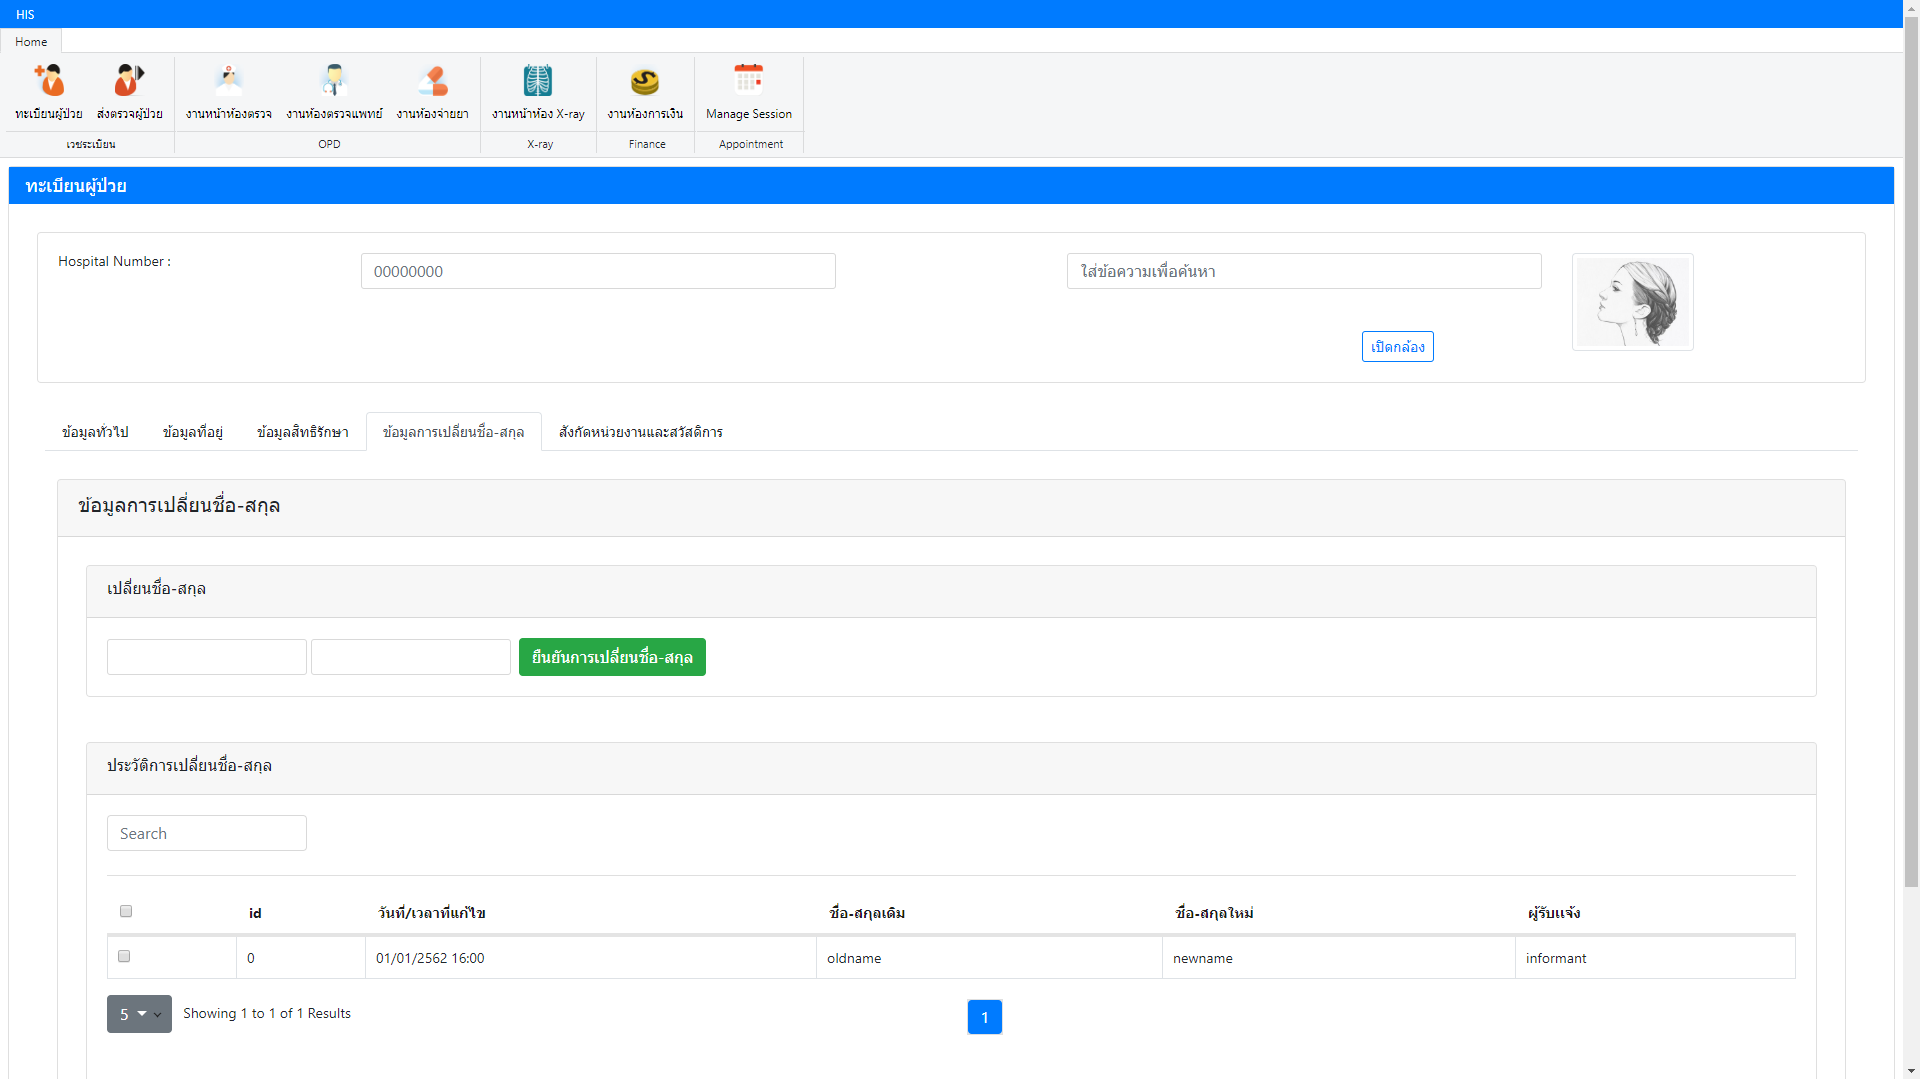 HIS
Home
ทะเบียนผู้ป่วย ส่งตรวจผู้ป่วย งานหน้าห้องตรวจ งานห้องตรวจแพทย์ งานห้องจ่ายยา งานหน้าห้อง X-ray งานห้องการเงิน Manage Session
เวชระเบียน OPD X-ray Finance Appointment
ทะเบียนผู้ป่วย
Hospital Number : 00000000 ใส่ข้อความเพื่อค้นหา
เปิดกล้อง
ข้อมูลทั่วไป ข้อมูลที่อยู่ ข้อมูลสิทธิรักษา ข้อมูลการเปลี่ยนชื่อ-สกุล สังกัดหน่วยงานและสวัสดิการ
ข้อมูลการเปลี่ยนชื่อ-สกุล
เปลี่ยนชื่อ-สกุล
ยืนยันการเปลี่ยนชื่อ-สกุล
ประวัติการเปลี่ยนชื่อ-สกุล
Search
id วันที่/เวลาที่แก้ไข ชื่อ-สกุลเดิม ชื่อ-สกุลใหม่ ผู้รับแจ้ง
0 01/01/2562 16:00 oldname newname informant
5 Showing 1 to 1 of 1 Results 1